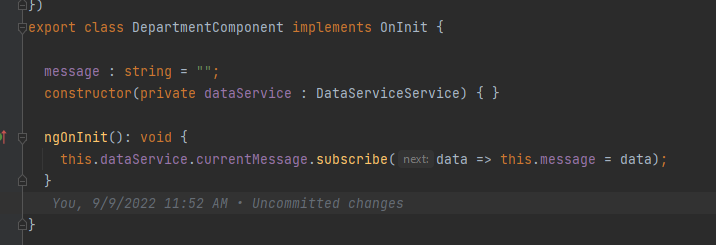 })
export class DepartmentComponent implements OnInit {
message : string = "";
constructor(private dataService : DataServiceService) { }
ngOnInit(): void {
this.dataService.currentMessage.subscribe( next: data => this.message = data);
}
You, 9/9/2022 11:52 AM • Uncommitted changes
}